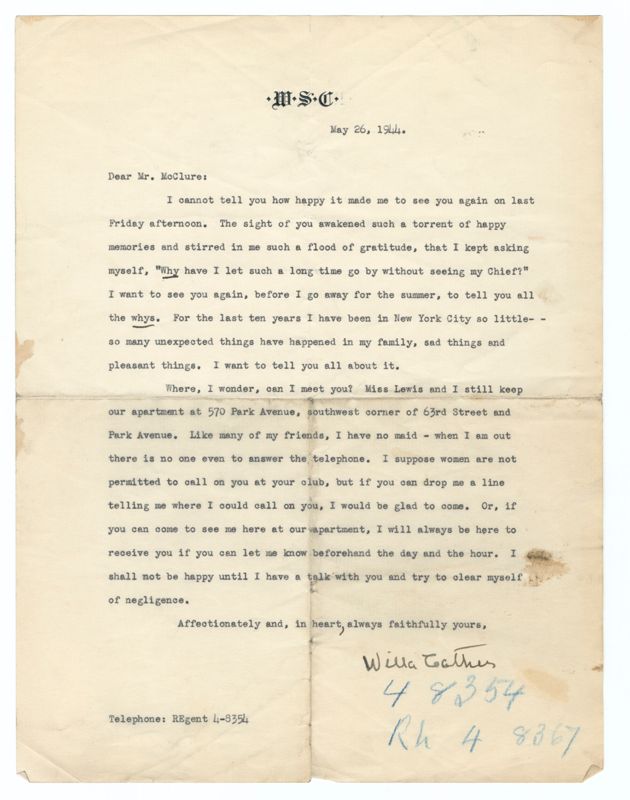 ·W·S·C·
May 26, 1944.
Dear Mr. McClure:
I cannot tell you how happy it made me to see you again on last
Friday afternoon. The sight of you awakened such a torrent of happy
memories and stirred in me such a flood of gratitude, that I kept asking
myself, "Why have I let such a long time go by without seeing my Chief?"
I want to see you again, before I go away for the summer, to tell you all
the whys. For the last ten years I have been in New York City so little- -
so many unexpected things have happened in my family, sad things and
pleasant things. I want to tell you all about it.
Where, I wonder, can I meet you? Miss Lewis and I still keep
our apartment at 570 Park Avenue, southwest corner of 63rd Street and
Park Avenue. Like many of my friends, I have no maid - when I am out
there is no one even to answer the telephone. I suppose women are not
permitted to call on you at your club, but if you can drop me a line
telling me where I could call on you, I would be glad to come. Or, if
you can come to see me here at our apartment, I will always be here to
receive you if you can let me know beforehand the day and the hour. I
shall not be happy until I have a talk with you and try to clear myself
of negligence.
Affectionately and, in heart, always faithfully yours,
Willa Cather
4 8354
Telephone: REgent 4-8354
Rh 4 8367